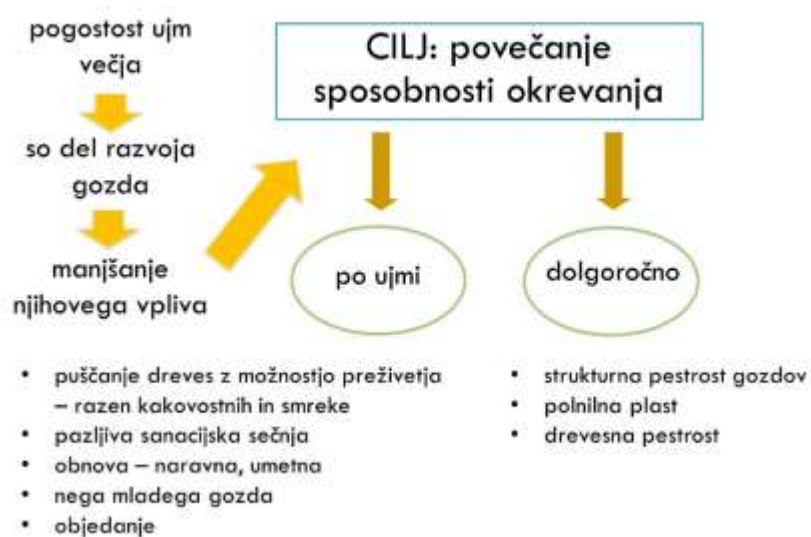 pogostost ujm
večja
so del razvoja
gozda
manjšanje
njihovega vpliva
CILJ: povečanje
sposobnosti okrevanja
po ujmi
dolgoročno
• puščanje dreves z možnostjo preživetja
– razen kakovostnih in smreke
• pazljiva sanacijska sečnja
• obnova – naravna, umetna
• nega mladega gozda
• objedanje
• strukturna pestrost gozdov
• polnilna plast
• drevesna pestrost